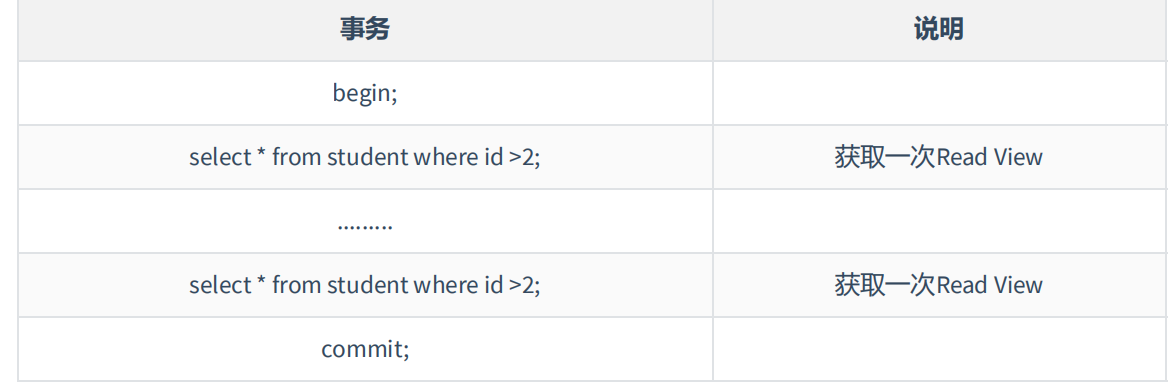 事务 说明
begin;
select * from student where id >2; 获取一次Read View
.........
select * from student where id >2; 获取一次Read View
commit;